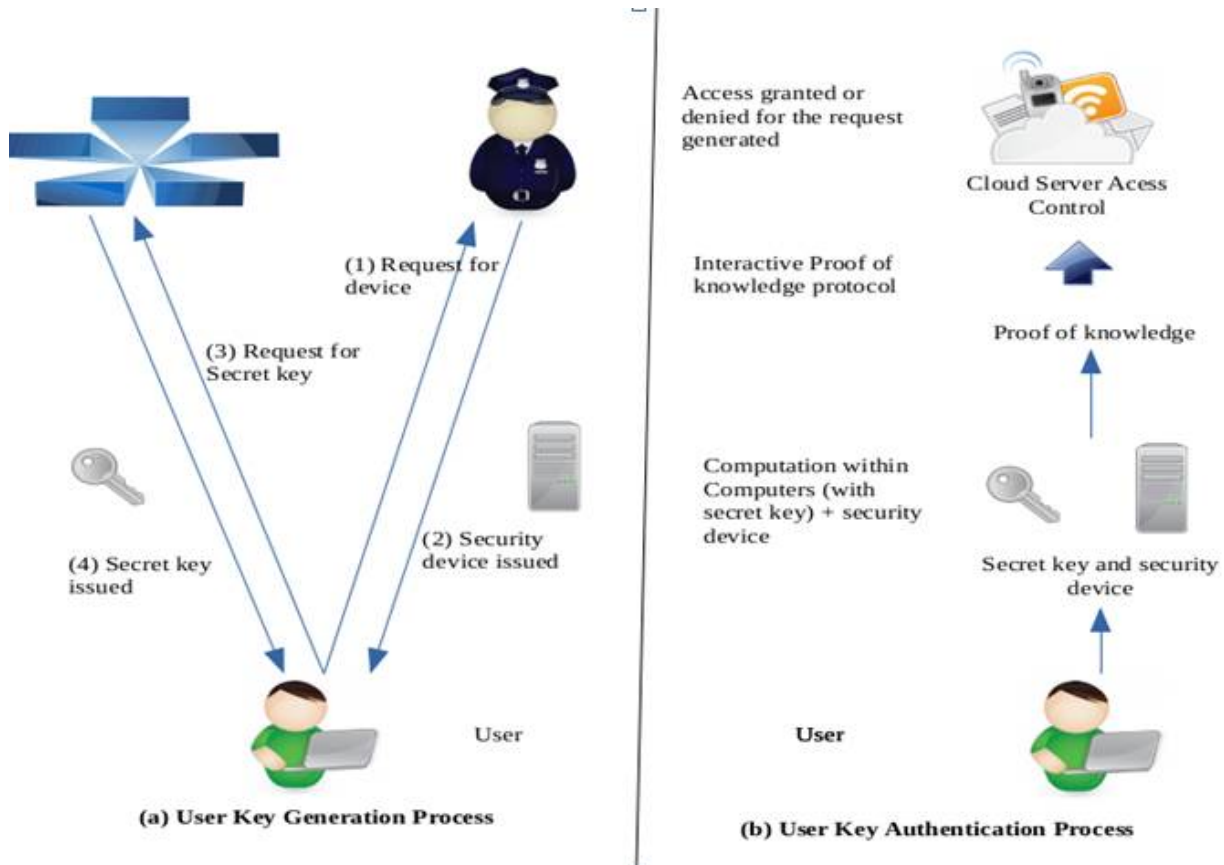 (1) Request for
device
(3) Request for
Secret key
(2) Security
device issued
(4) Secret key
issued
User
(a) User Key Generation Process
Access granted or
denied for the request
generated
Cloud Server Acess
Control
Interactive Proof of
knowledge protocol
Proof of knowledge
Computation within
Computers (with
secret key) + security
device
Secret key and security
device
User
(b) User Key Authentication Process